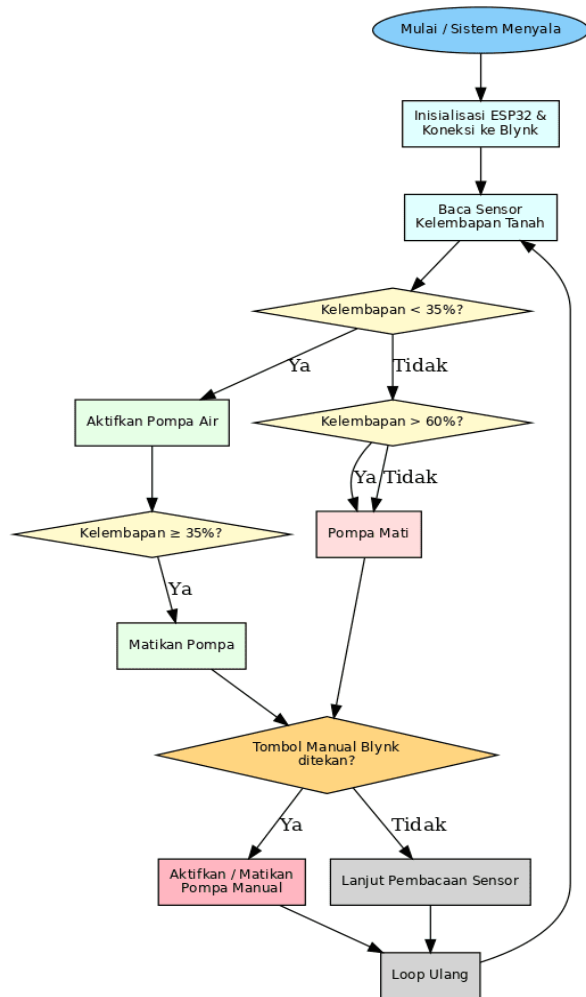 Mulai / Sistem Menyala
Inisialisasi ESP32 &
Koneksi ke Blynk
Baca Sensor
Kelembapan Tanah
Kelembapan < 35%?
Ya
Tidak
Aktifkan Pompa Air
Kelembapan > 60%?
Ya
Tidak
Kelembapan ≥ 35%?
Pompa Mati
Ya
Matikan Pompa
Tombol Manual Blynk
ditekan?
Ya
Tidak
Aktifkan / Matikan
Pompa Manual
Lanjut Pembacaan Sensor
Loop Ulang